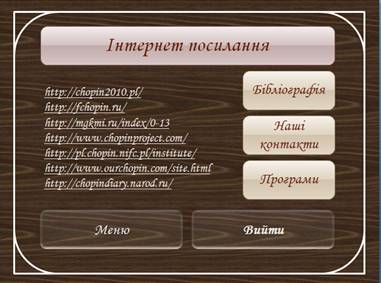 Інтернет посилання
http://chopin2010.pl/
http://fchopin.ru/
http://mgkmi.ru/index/0-13
http://www.chopinproject.com/
http://pl.chopin.nifc.pl/institute/
http://www.ourchopin.com/site.html
http://chopindiary.narod.ru/
Бібліографія
Наші
контакти
Програми
Меню
Вийти